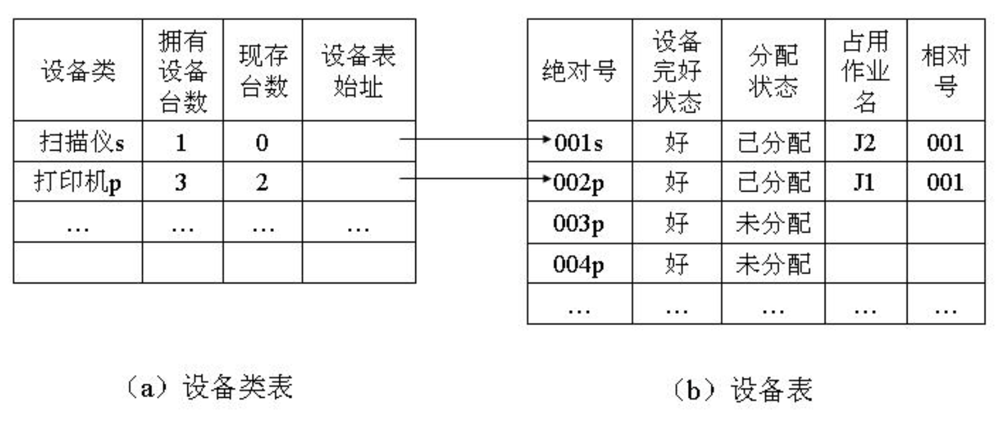 设备类 拥有设备台数 现存台数 设备表始址
扫描仪s 1 0
打印机p 3 2
… … … …
绝对号 设备完好状态 分配状态 占用作业名 相对号
001s 好 已分配 J2 001
002p 好 已分配 J1 001
003p 好 未分配
004p 好 未分配
… … … … …
（a）设备类表
（b）设备表